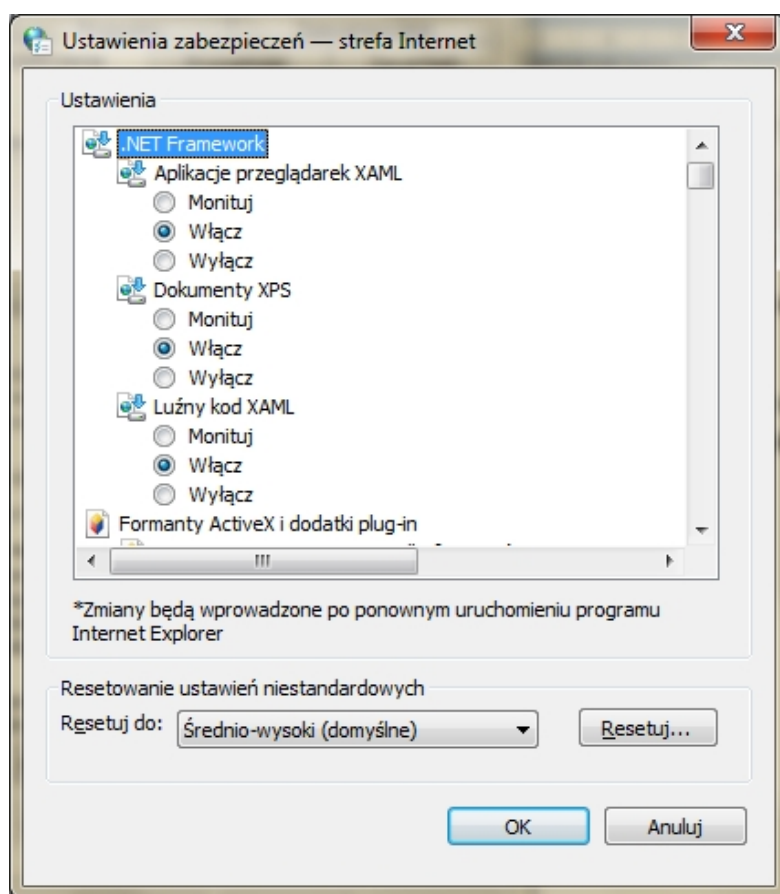 Ustawienia zabezpieczeń — strefa Internet
Ustawienia
.NET Framework
Aplikacje przeglądarek XAML
Monituj
Włącz
Wyłącz
Dokumenty XPS
Monituj
Włącz
Wyłącz
Luźny kod XAML
Monituj
Włącz
Wyłącz
Formanty ActiveX i dodatki plug-in
*Zmiany będą wprowadzone po ponownym uruchomieniu programu
Internet Explorer
Resetowanie ustawień niestandardowych
Resetuj do: Średnio-wysoki (domyślne) Resetuj...
OK Anuluj